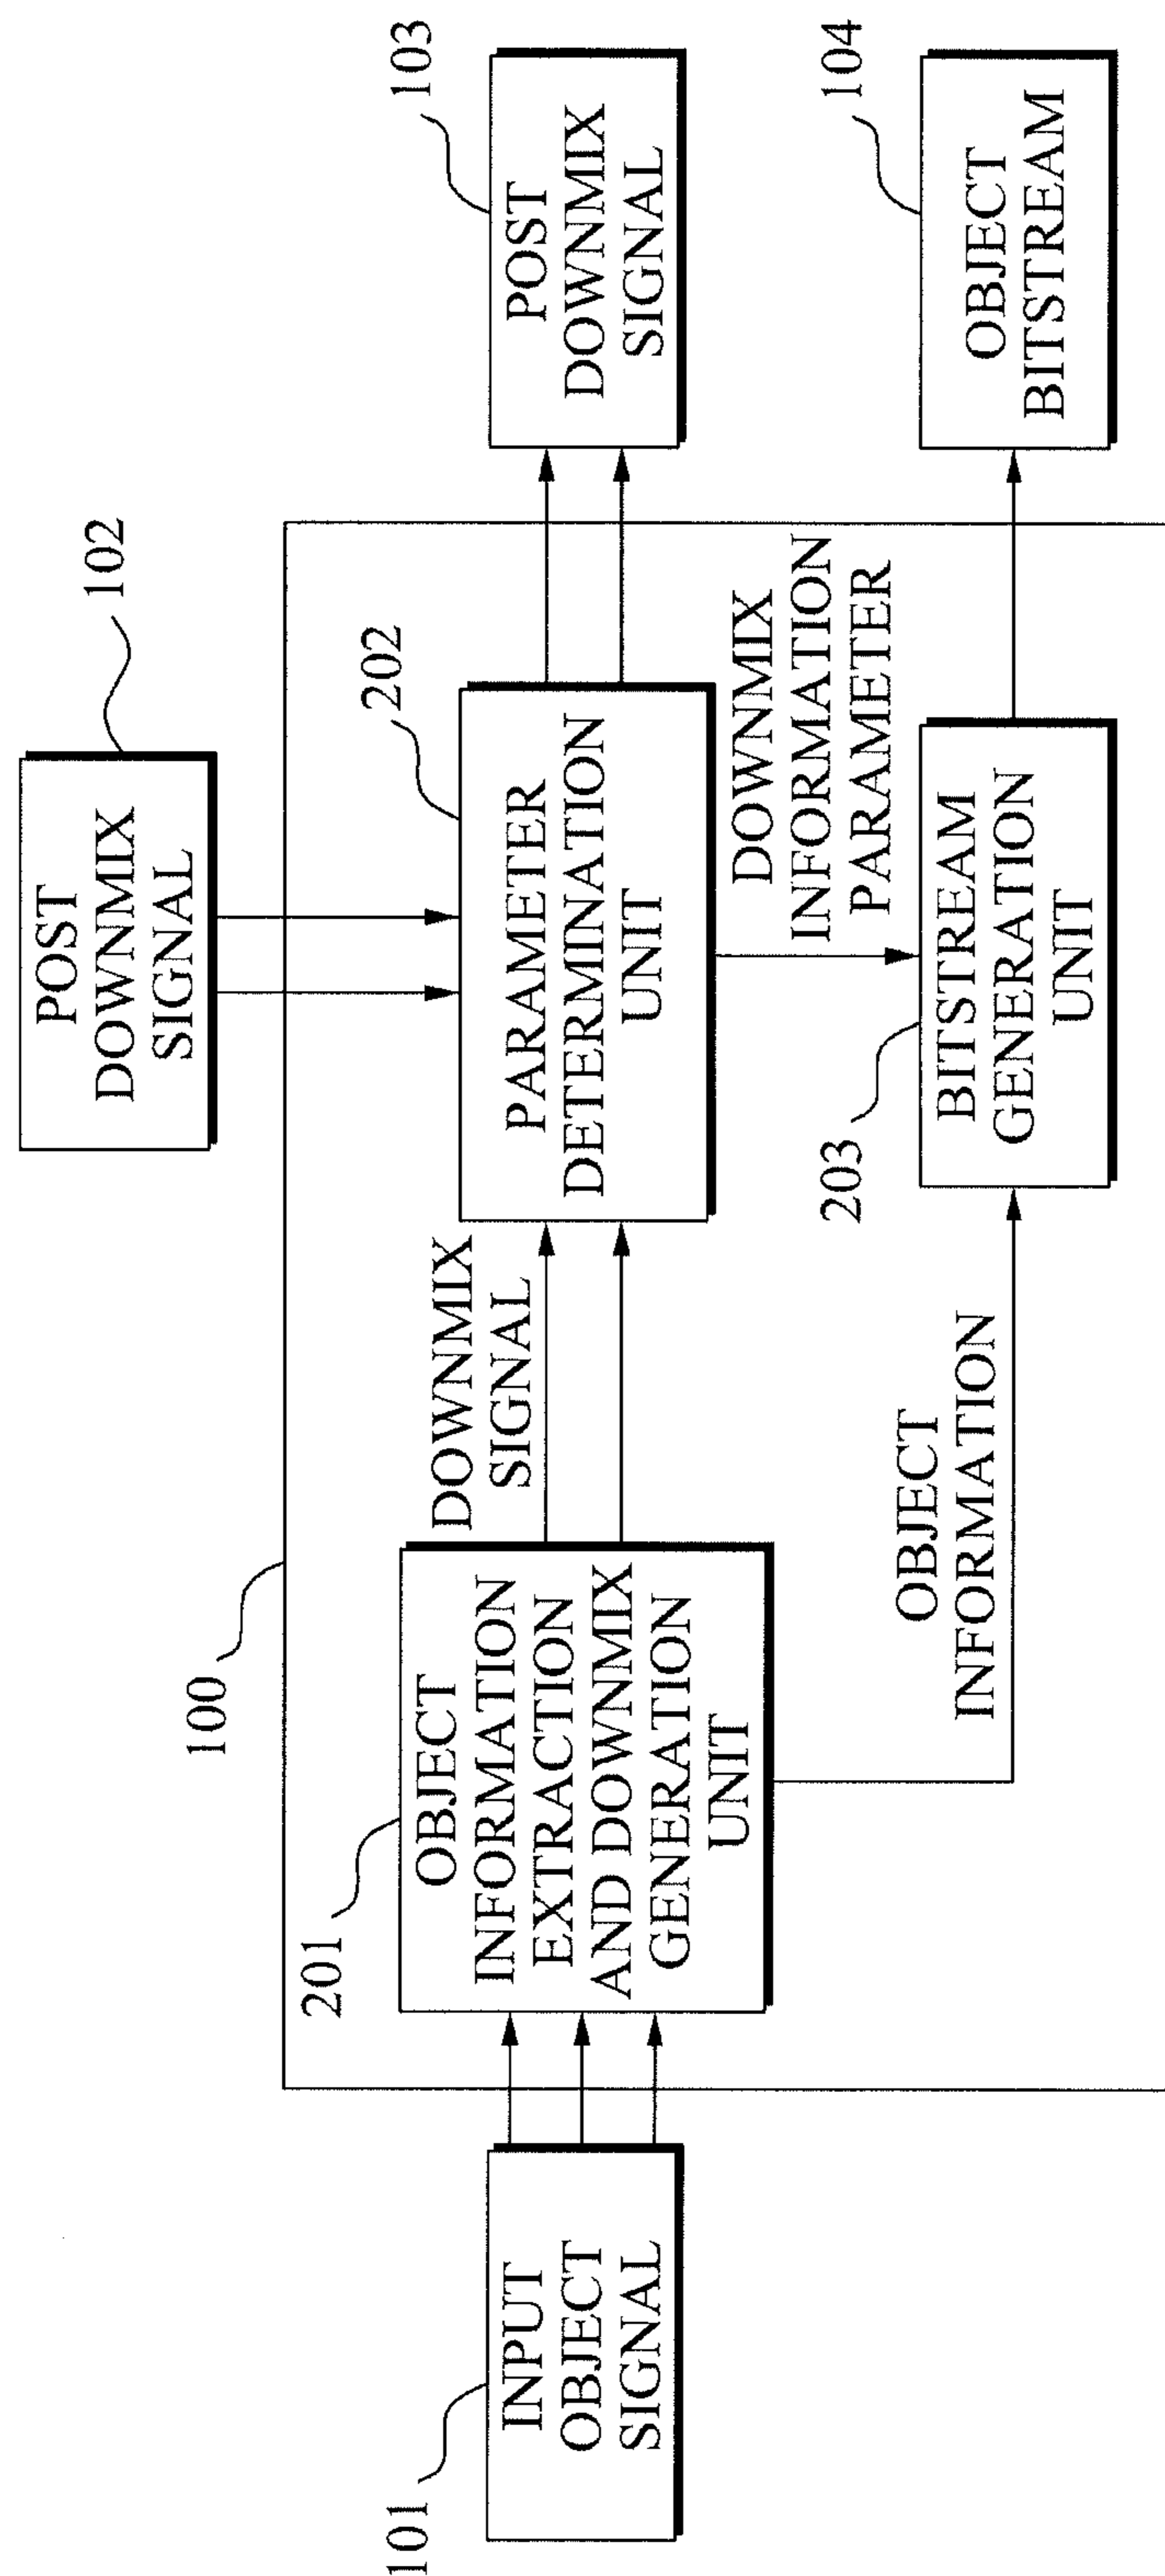 POST
DOWNMIX
SIGNAL
102
100
201
OBJECT
INFORMATION
EXTRACTION
AND DOWNMIX
GENERATION
UNIT
DOWNMIX
SIGNAL
202
PARAMETER
DETERMINATION
UNIT
103
POST
DOWNMIX
SIGNAL
101
INPUT
OBJECT
SIGNAL
DOWNMIX
INFORMATION
PARAMETER
OBJECT
INFORMATION
203
BITSTREAM
GENERATION
UNIT
104
OBJECT
BITSTREAM